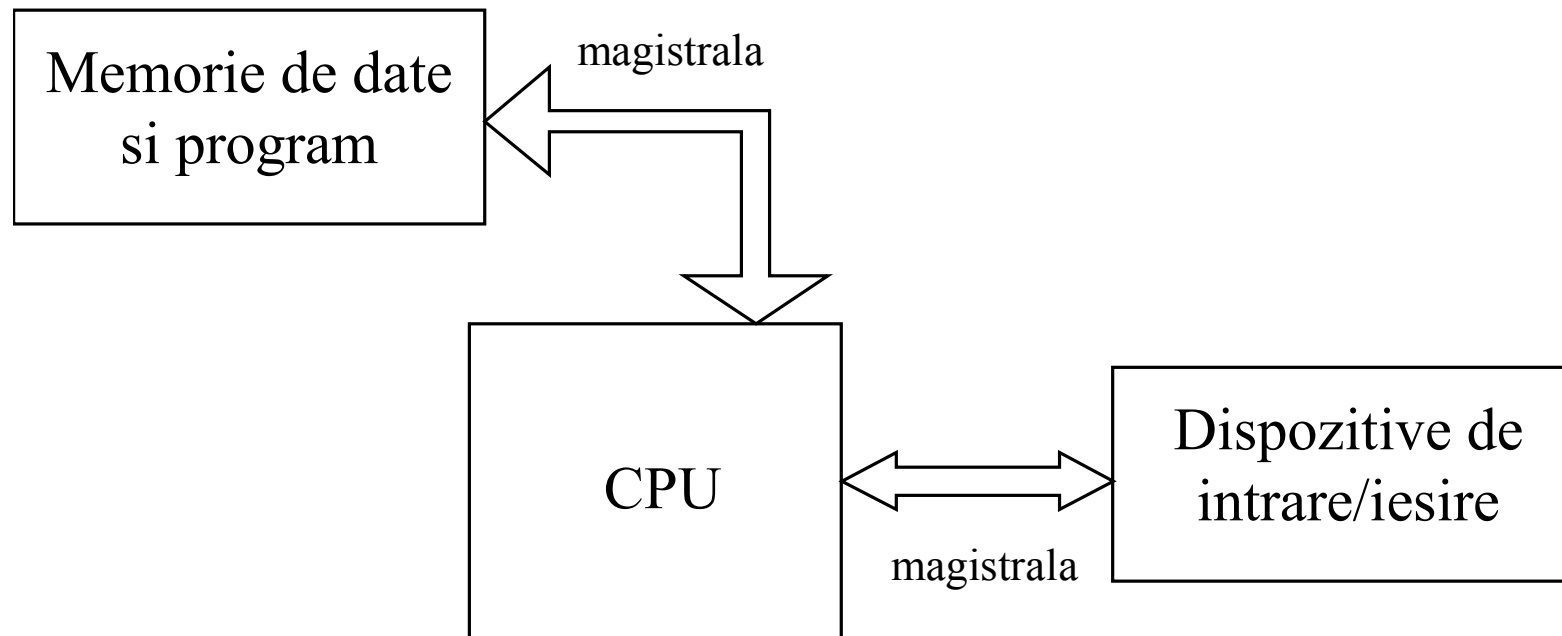 Memorie de date
si program
magistrala
CPU
Dispozitive de
intrare/iesire
magistrala